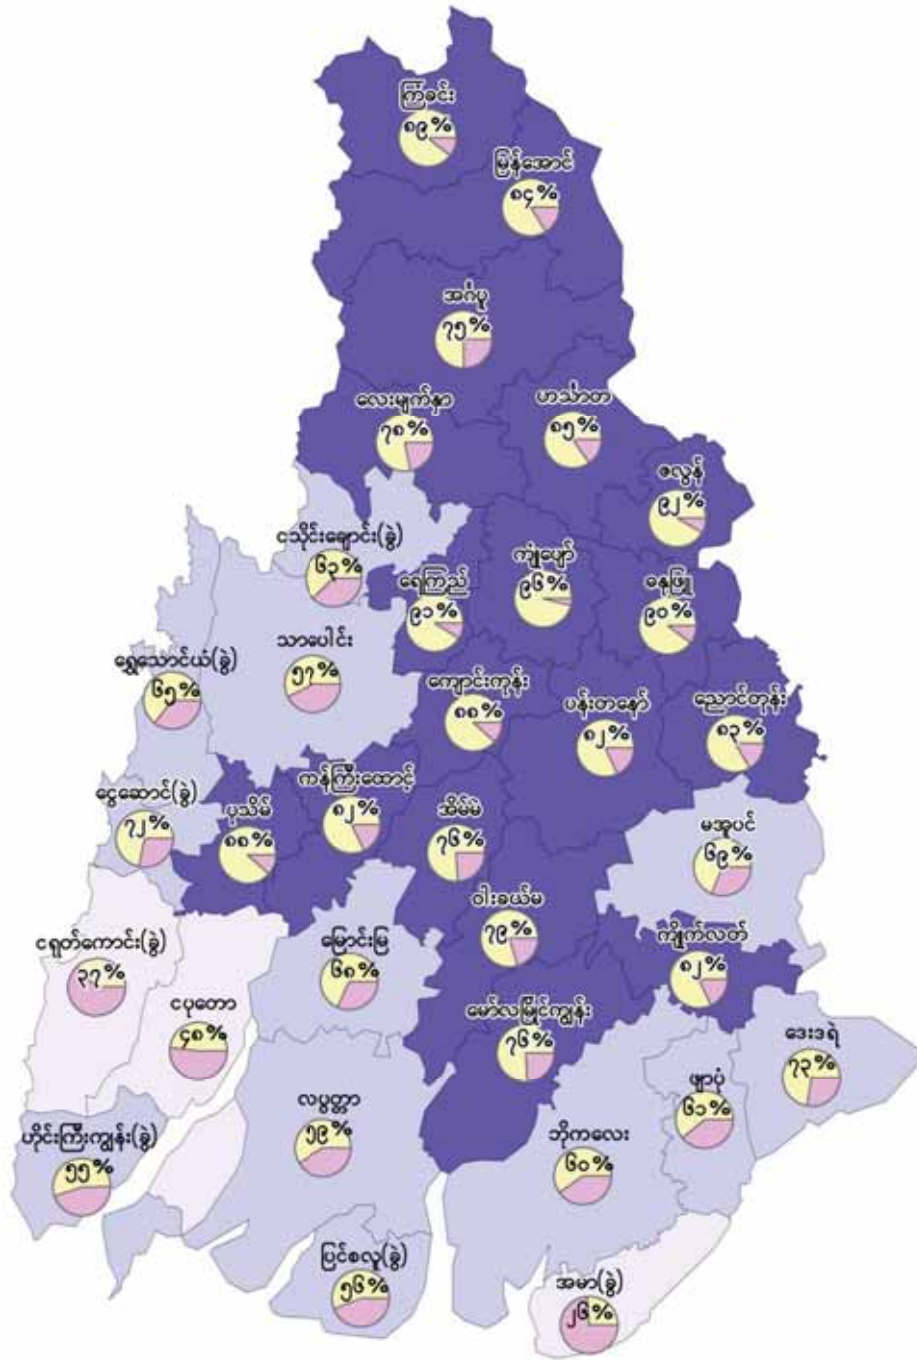 ကြံခင်း
၈၉%
မြန်အောင်
၈၄%
အင်္ဂပူ
၇၅%
လေးမျက်နှာ
၇၈%
ဟင်္သာတ
၈၅%
ဇလွန်
၉၂%
ငသိုင်းချောင်း(ခွဲ)
၆၃%
ရေကြည်
၉၁%
ကျုံပျော်
၉၆%
ဓနုဖြူ
၉၀%
ရွှေသောင်ယံ(ခွဲ)
၆၅%
သာပေါင်း
၅၇%
ကျောင်းကုန်း
၈၈%
ပန်းတနော်
၈၂%
ညောင်တုန်း
၈၃%
ငွေဆောင်(ခွဲ)
၇၂%
ပုသိမ်
၈၈%
ကန်ကြီးထောင့်
၈၂%
အိမ်မဲ
၇၆%
မအူပင်
၆၉%
ဝါးခယ်မ
၇၉%
ငရုတ်ကောင်း(ခွဲ)
၃၇%
ငပုတော
၄၈%
မြောင်းမြ
၆၈%
ကျိုက်လတ်
၈၂%
မော်လမြိုင်ကျွန်း
၇၆%
ဒေးဒရဲ
၇၃%
ဖျာပုံ
၆၁%
ဟိုင်းကြီးကျွန်း(ခွဲ)
၅၅%
လပွတ္တာ
၅၉%
ဘိုကလေး
၆၀%
ပြင်စလူ(ခွဲ)
၅၆%
အမာ(ခွဲ)
၂၆%